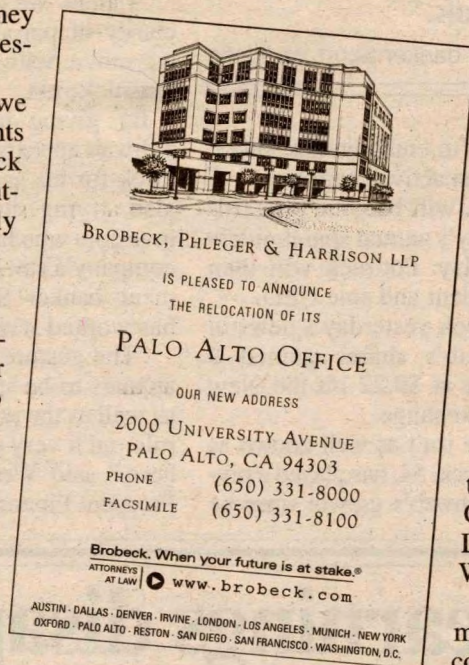 BROBECK, PHLEGER & HARRISON LLP
IS PLEASED TO ANNOUNCE
THE RELOCATION OF ITS
PALO ALTO OFFICE
OUR NEW ADDRESS
2000 UNIVERSITY AVENUE
PALO ALTO, CA 94303
PHONE (650) 331-8000
FACSIMILE (650) 331-8100
Brobeck. When your future is at stake.®
ATTORNEYS AT LAW www.brobeck.com
AUSTIN · DALLAS · DENVER · IRVINE · LONDON · LOS ANGELES · MUNICH · NEW YORK
OXFORD · PALO ALTO · RESTON · SAN DIEGO · SAN FRANCISCO · WASHINGTON, D.C.